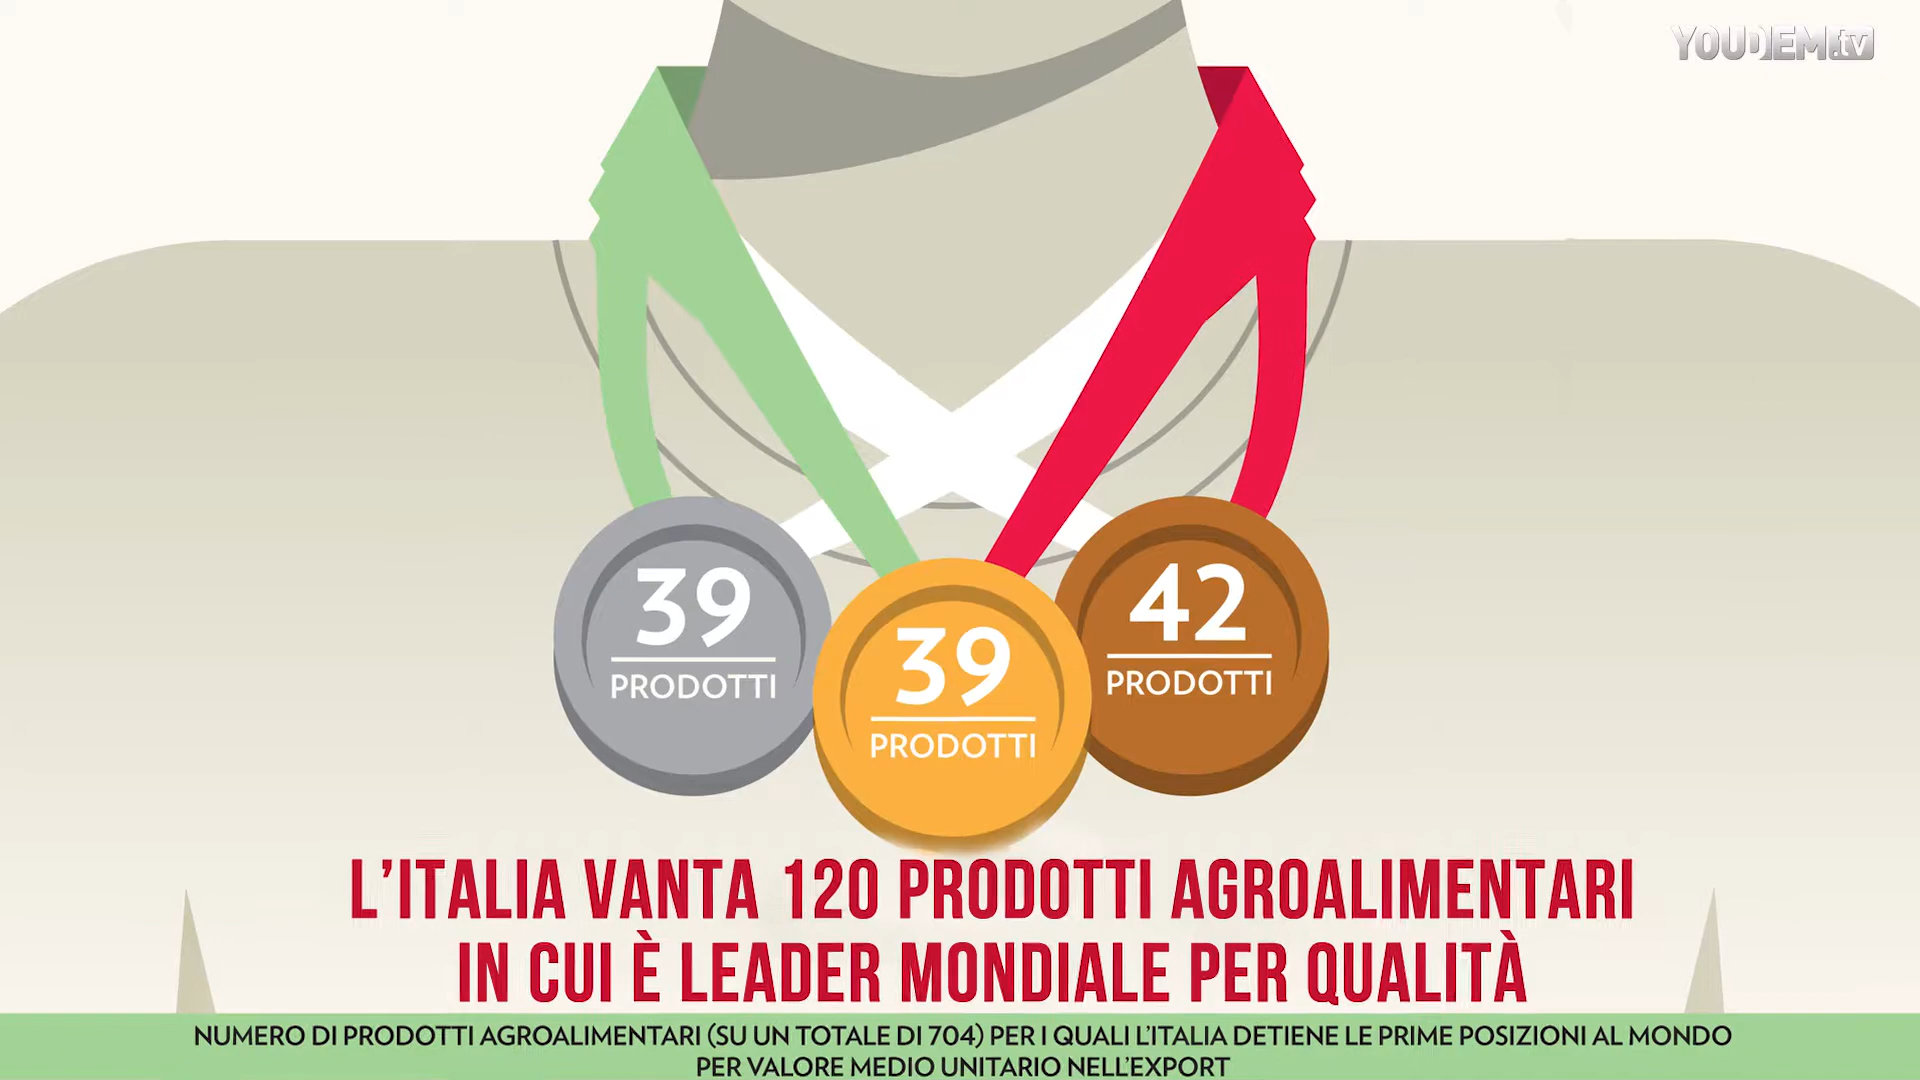 YOUDEM.tv
39
PRODOTTI
39
PRODOTTI
42
PRODOTTI
L'ITALIA VANTA 120 PRODOTTI AGROALIMENTARI
IN CUI È LEADER MONDIALE PER QUALITÀ
NUMERO DI PRODOTTI AGROALIMENTARI (SU UN TOTALE DI 704) PER I QUALI L'ITALIA DETIENE LE PRIME POSIZIONI AL MONDO
PER VALORE MEDIO UNITARIO NELL'EXPORT